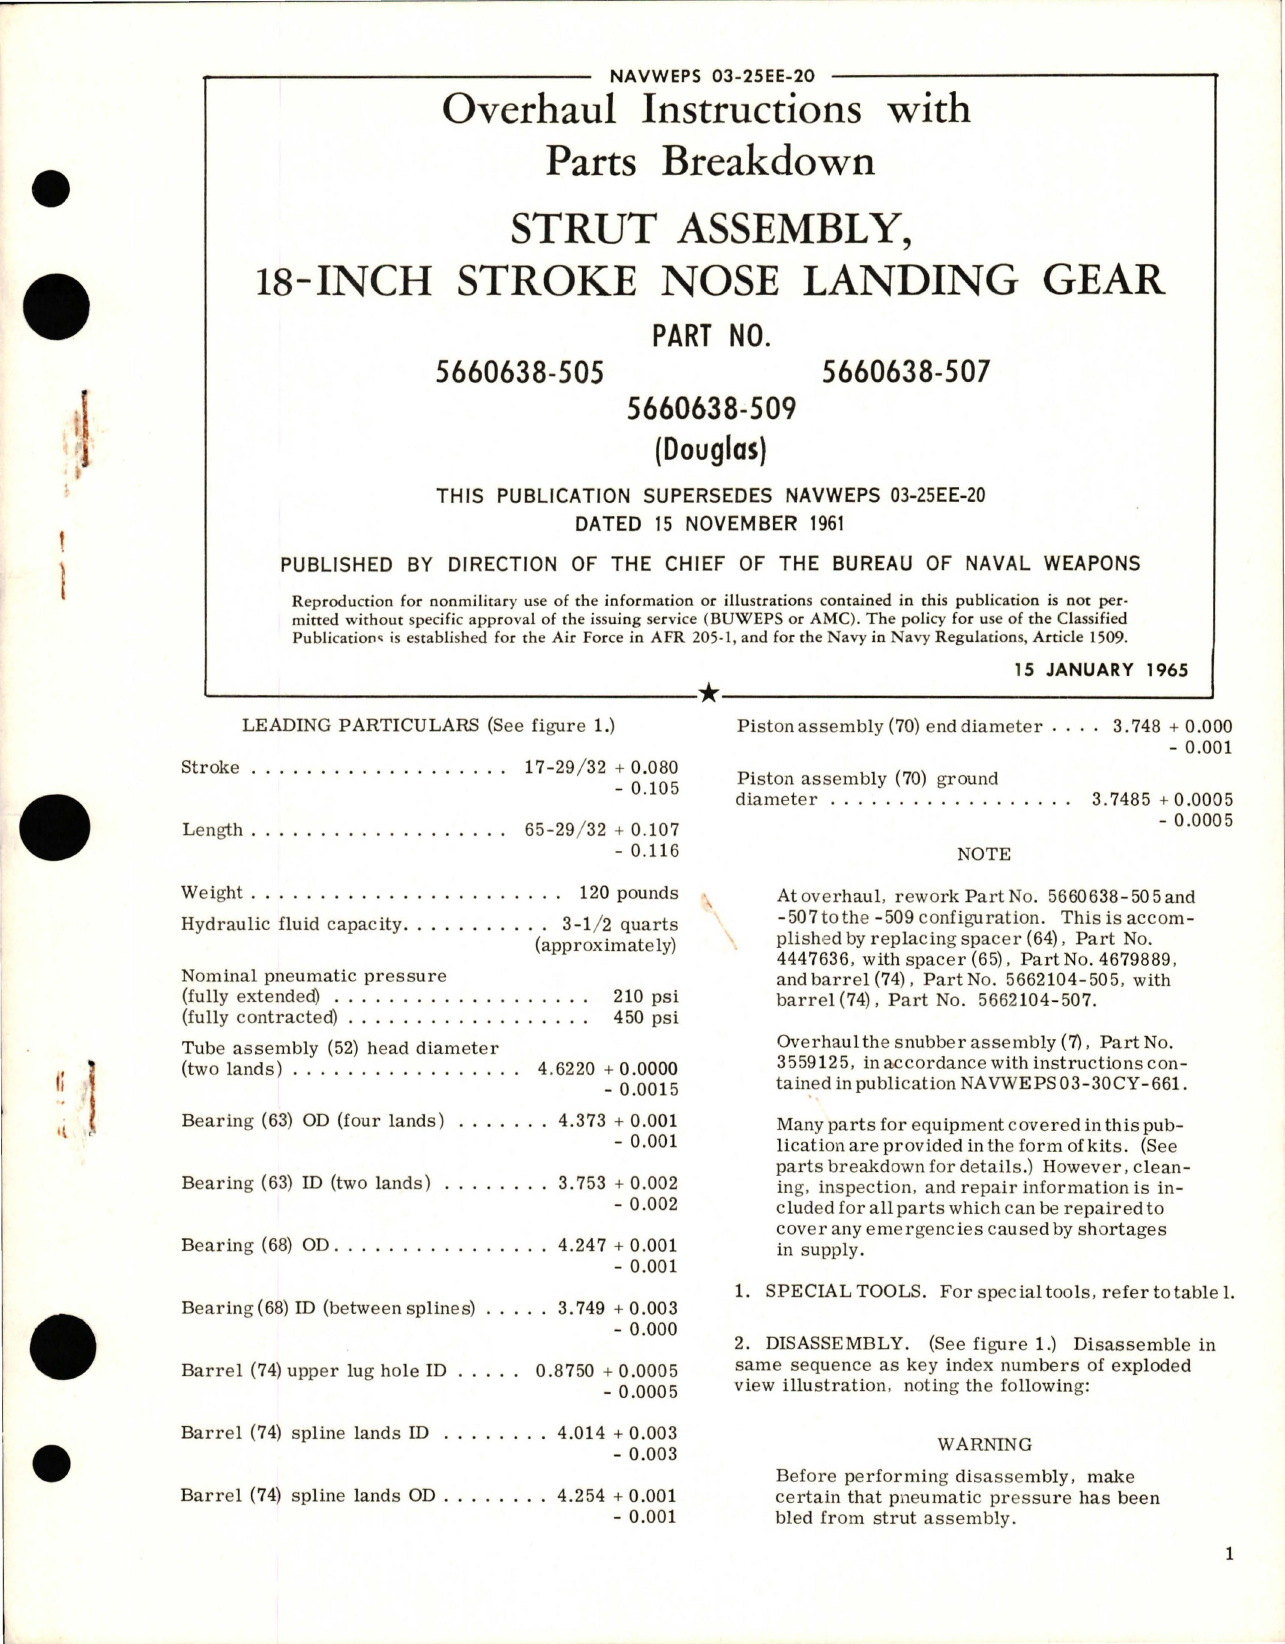 NAVWEPS 03-25EE-20
Overhaul Instructions with
Parts Breakdown
STRUT ASSEMBLY,
18-INCH STROKE NOSE LANDING GEAR
PART NO.
5660638-505 5660638-507
5660638-509
(Douglas)
THIS PUBLICATION SUPERSEDES NAVWEPS 03-25EE-20
DATED 15 NOVEMBER 1961
PUBLISHED BY DIRECTION OF THE CHIEF OF THE BUREAU OF NAVAL WEAPONS
Reproduction for nonmilitary use of the information or illustrations contained in this publication is not per-
mitted without specific approval of the issuing service (BUWEPS or AMC). The policy for use of the Classified
Publications is established for the Air Force in AFR 205-1, and for the Navy in Navy Regulations, Article 1509.
15 JANUARY 1965
LEADING PARTICULARS (See figure 1.)
Stroke . . . . . . . . . . . . . . . . . . . 17-29/32 + 0.080
- 0.105
Length . . . . . . . . . . . . . . . . . . . 65-29/32 + 0.107
- 0.116
Weight . . . . . . . . . . . . . . . . . . . . . . . 120 pounds
Hydraulic fluid capacity. . . . . . . . . . . 3-1/2 quarts
(approximately)
Nominal pneumatic pressure
(fully extended) . . . . . . . . . . . . . . . . . . . 210 psi
(fully contracted) . . . . . . . . . . . . . . . . . . 450 psi
Tube assembly (52) head diameter
(two lands) . . . . . . . . . . . . . . . . . 4.6220 + 0.0000
- 0.0015
Bearing (63) OD (four lands) . . . . . . . 4.373 + 0.001
- 0.001
Bearing (63) ID (two lands) . . . . . . . . 3.753 + 0.002
- 0.002
Bearing (68) OD. . . . . . . . . . . . . . . . 4.247 + 0.001
- 0.001
Bearing (68) ID (between splines) . . . . . 3.749 + 0.003
- 0.000
Barrel (74) upper lug hole ID . . . . . 0.8750 + 0.0005
- 0.0005
Barrel (74) spline lands ID . . . . . . . . 4.014 + 0.003
- 0.003
Barrel (74) spline lands OD . . . . . . . . 4.254 + 0.001
- 0.001
Piston assembly (70) end diameter . . . . 3.748 + 0.000
- 0.001
Piston assembly (70) ground
diameter . . . . . . . . . . . . . . . . . . 3.7485 + 0.0005
- 0.0005
NOTE
At overhaul, rework Part No. 5660638-505 and
-507 to the -509 configuration. This is accom-
plished by replacing spacer (64), Part No.
4447636, with spacer (65), Part No. 4679889,
and barrel (74), Part No. 5662104-505, with
barrel (74), Part No. 5662104-507.
Overhaul the snubber assembly (7), Part No.
3559125, in accordance with instructions con-
tained in publication NAVWEPS 03-30CY-661.
Many parts for equipment covered in this pub-
lication are provided in the form of kits. (See
parts breakdown for details.) However, clean-
ing, inspection, and repair information is in-
cluded for all parts which can be repaired to
cover any emergencies caused by shortages
in supply.
1. SPECIAL TOOLS. For special tools, refer to table I.
2. DISASSEMBLY. (See figure 1.) Disassemble in
same sequence as key index numbers of exploded
view illustration, noting the following:
WARNING
Before performing disassembly, make
certain that pneumatic pressure has been
bled from strut assembly.
1